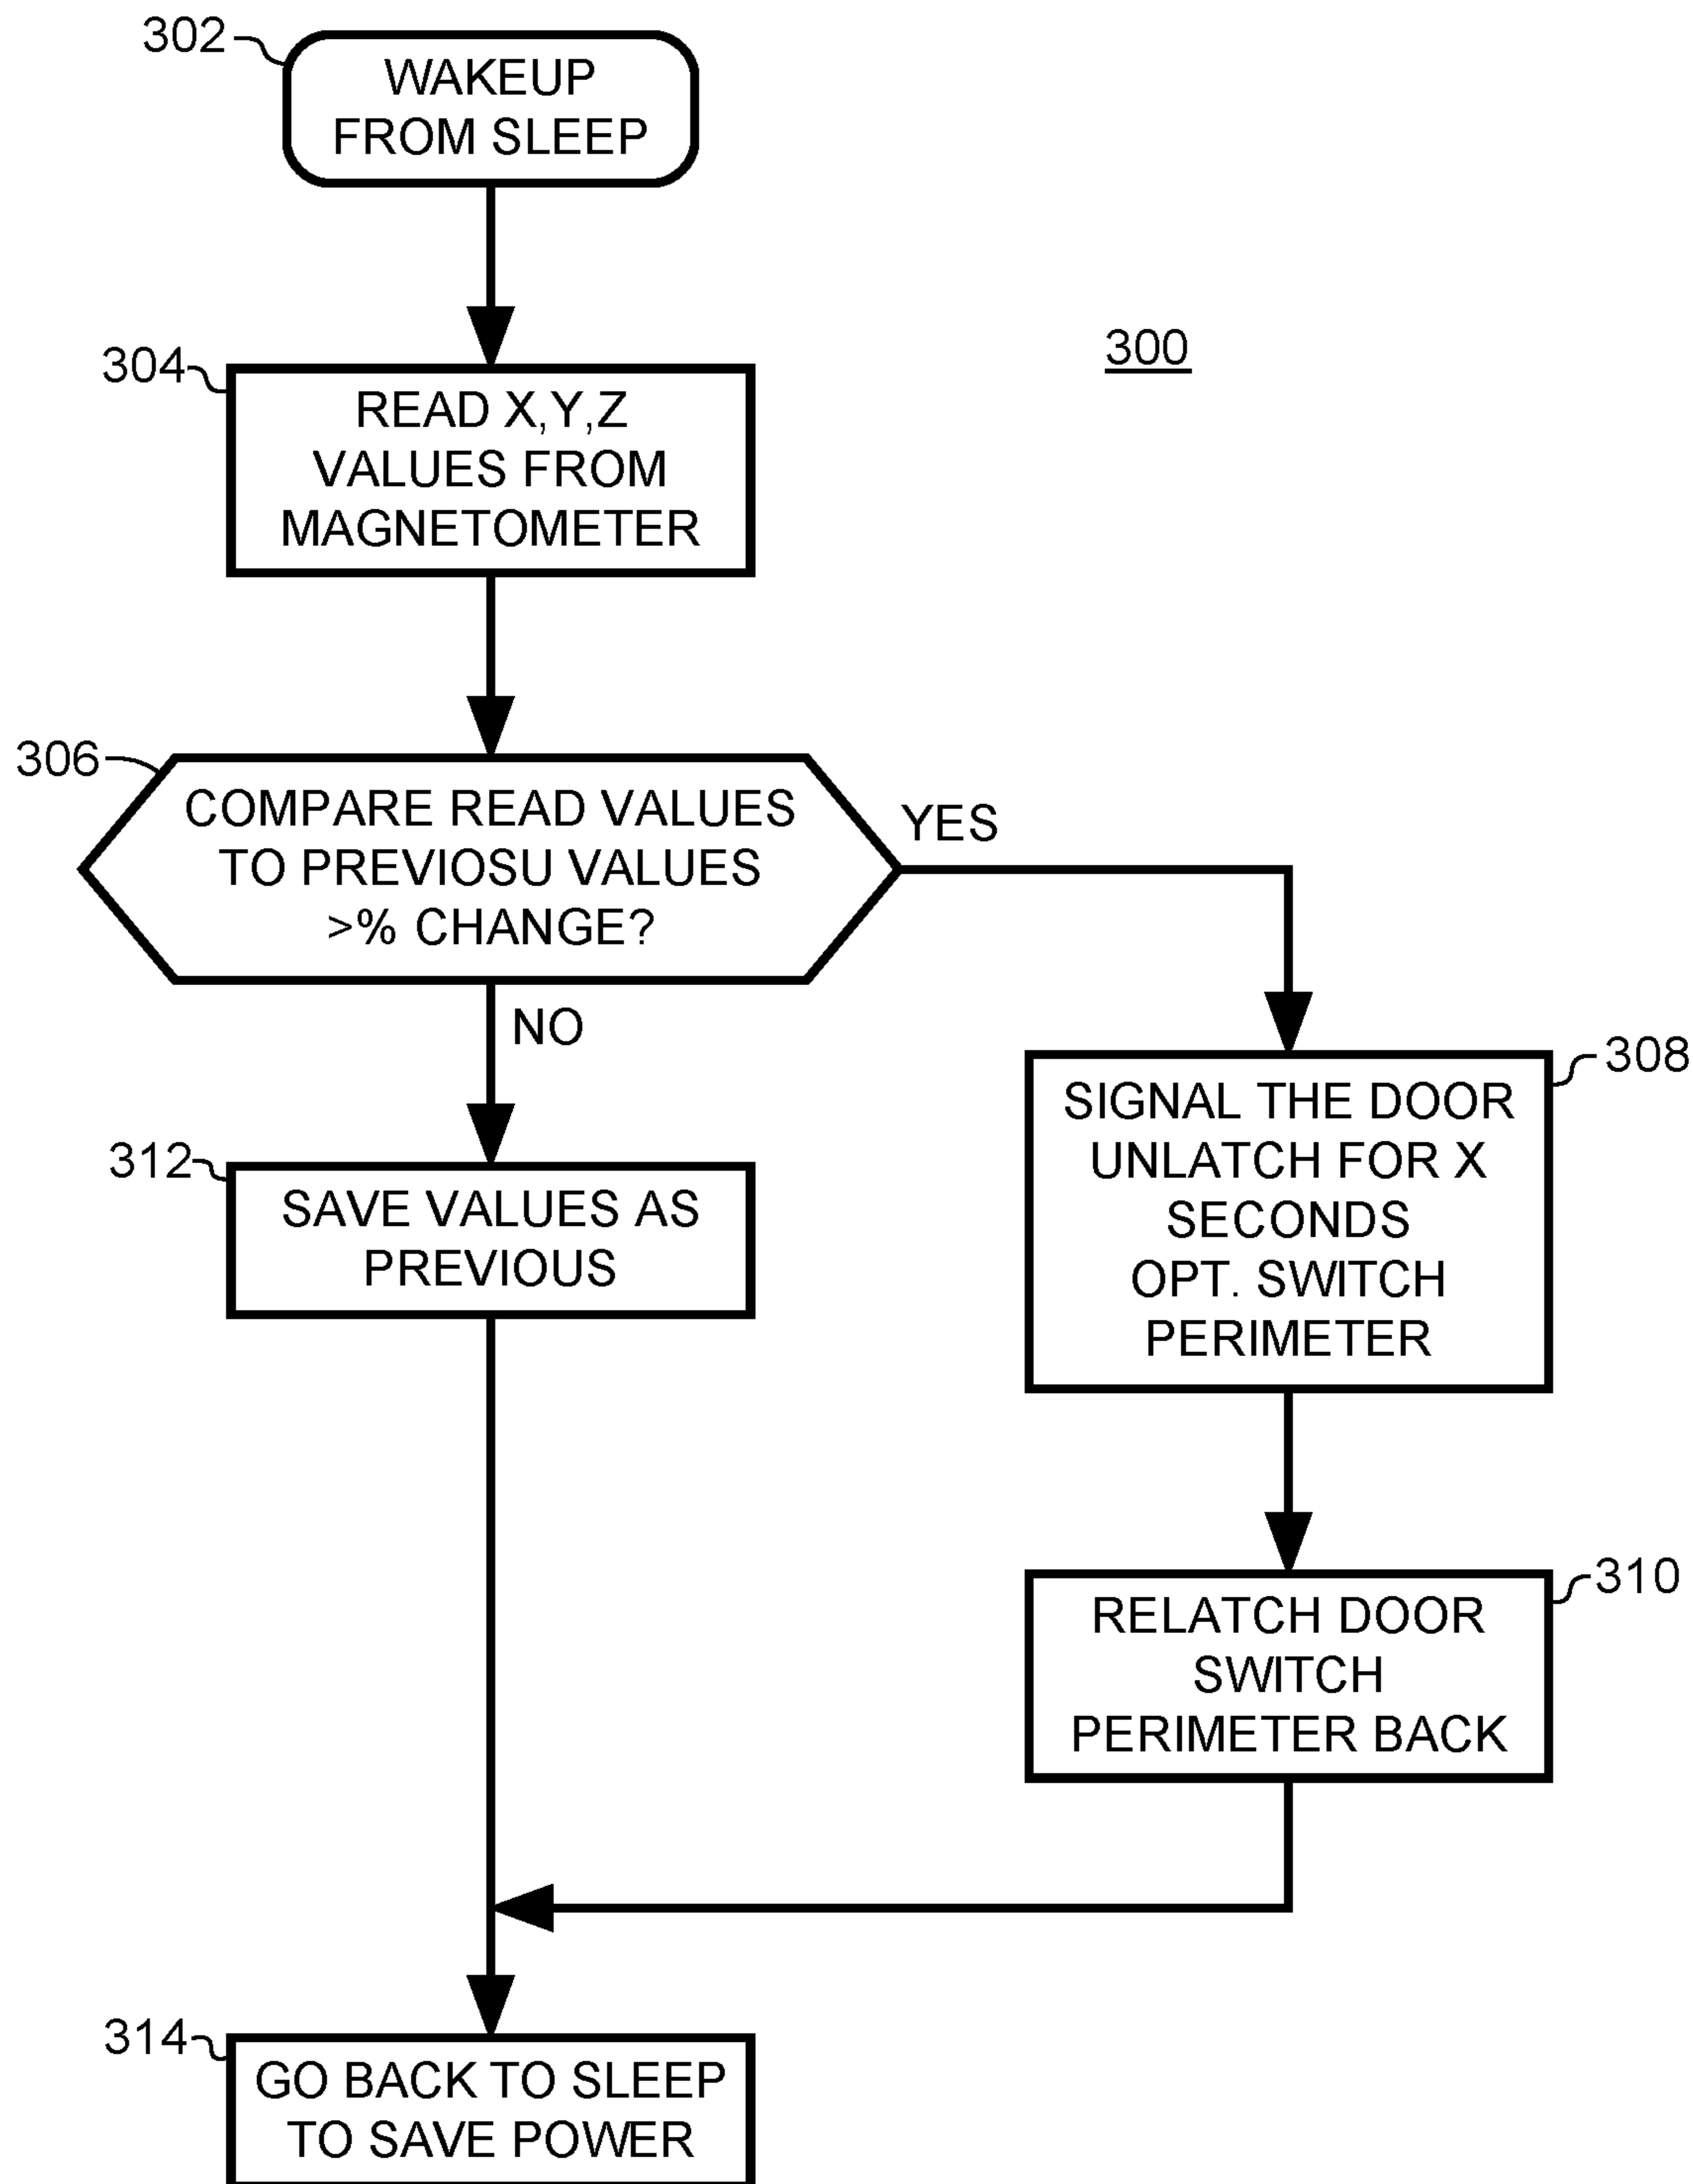 302
WAKEUP
FROM SLEEP
304
READ X,Y,Z
VALUES FROM
MAGNETOMETER
300
306
COMPARE READ VALUES
TO PREVIOSU VALUES
>% CHANGE?
YES
NO
308
SIGNAL THE DOOR
UNLATCH FOR X
SECONDS
OPT. SWITCH
PERIMETER
312
SAVE VALUES AS
PREVIOUS
310
RELATCH DOOR
SWITCH
PERIMETER BACK
314
GO BACK TO SLEEP
TO SAVE POWER